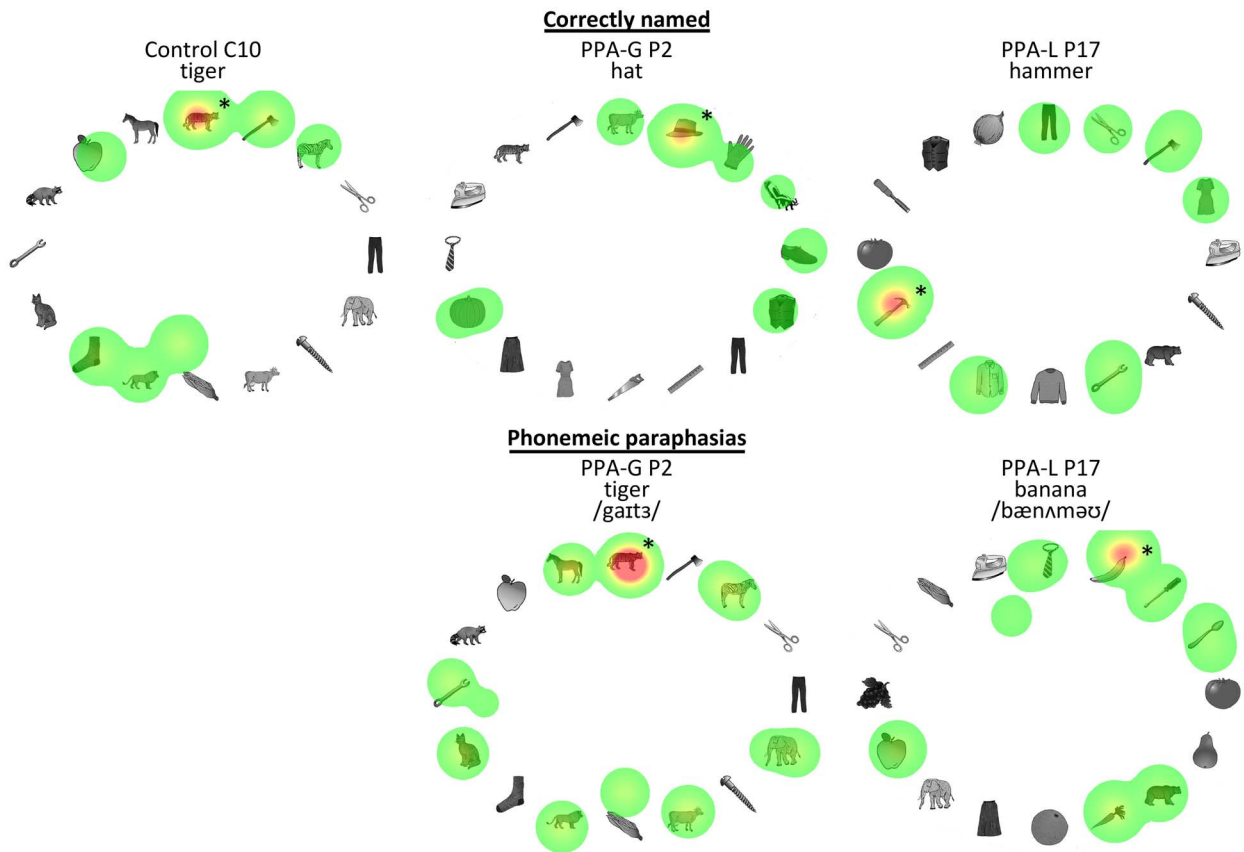 Correctly named
Control C10
tiger
PPA-G P2
hat
PPA-L P17
hammer
*
*
*
Phonemeic paraphasias
PPA-G P2
tiger
/gaɪtɜ/
PPA-L P17
banana
/bænʌməʊ/
*
*